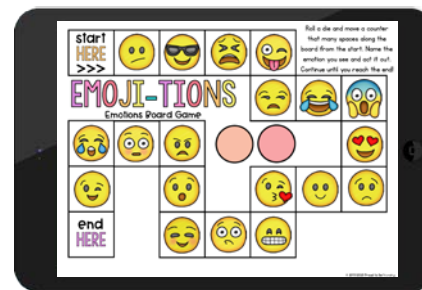 start
HERE
>>>
Roll a die and move a counter
that many spaces along the
board from the start. Name the
emotion you see and act it out.
Continue until you reach the end!
EMOJI-TIONS
Emotions Board Game
end
HERE